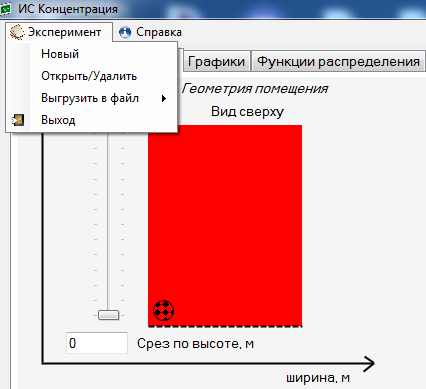 ИС Концентрация
Эксперимент Справка
Новый
Открыть/Удалить
Выгрузить в файл
Выход
Графики Функции распределения
Геометрия помещения
Вид сверху
0 Срез по высоте, м
ширина, м